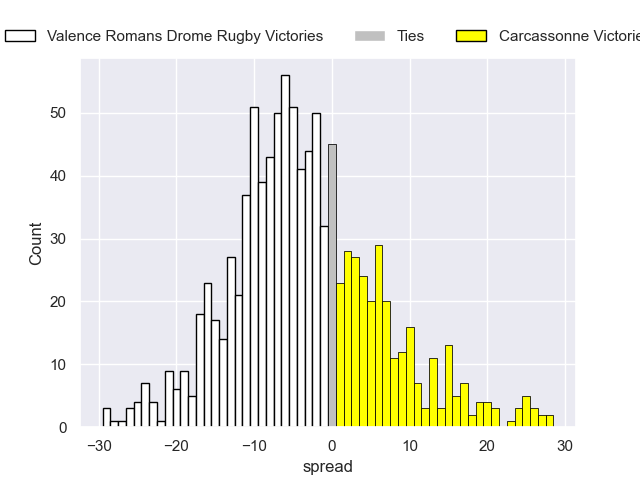 Valence Romans Drome Rugby Victories Ties Carcassonne Victorie
50
40
30
20
10
0
Count
−30 −20 −10 0 10 20 30
spread